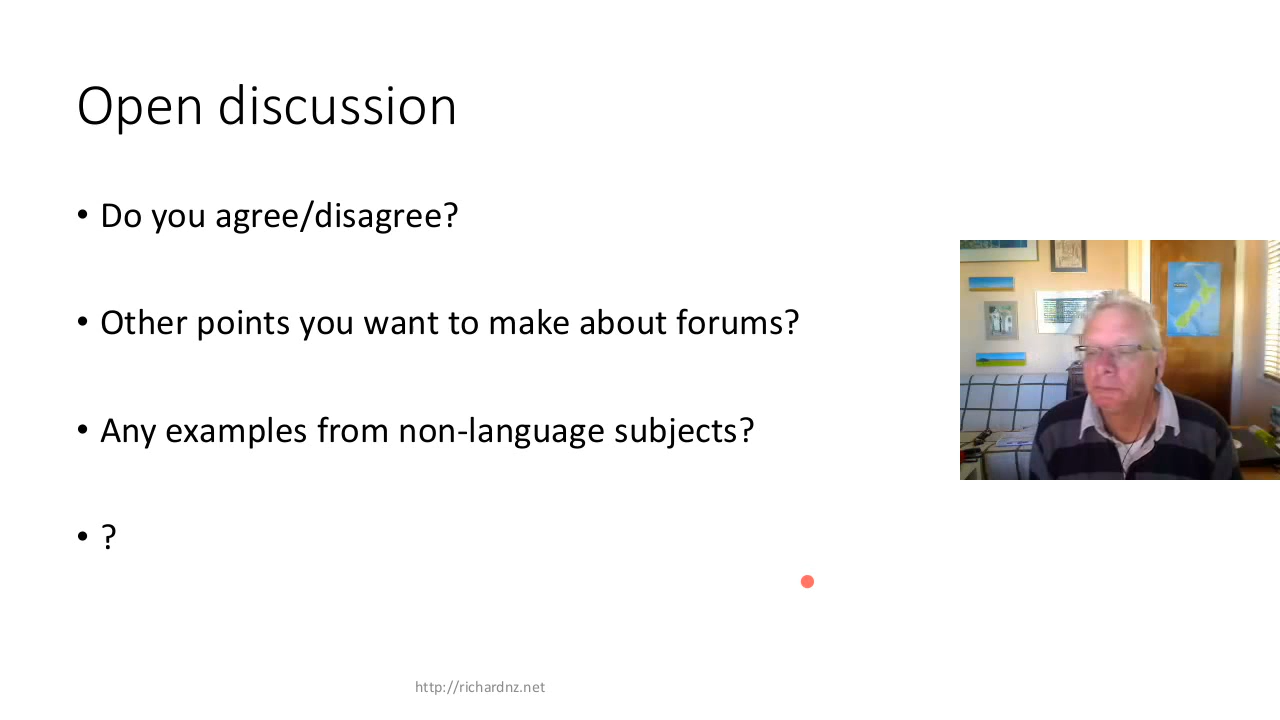 Open discussion
• Do you agree/disagree?
• Other points you want to make about forums?
• Any examples from non-language subjects?
• ?
http://richardnz.net